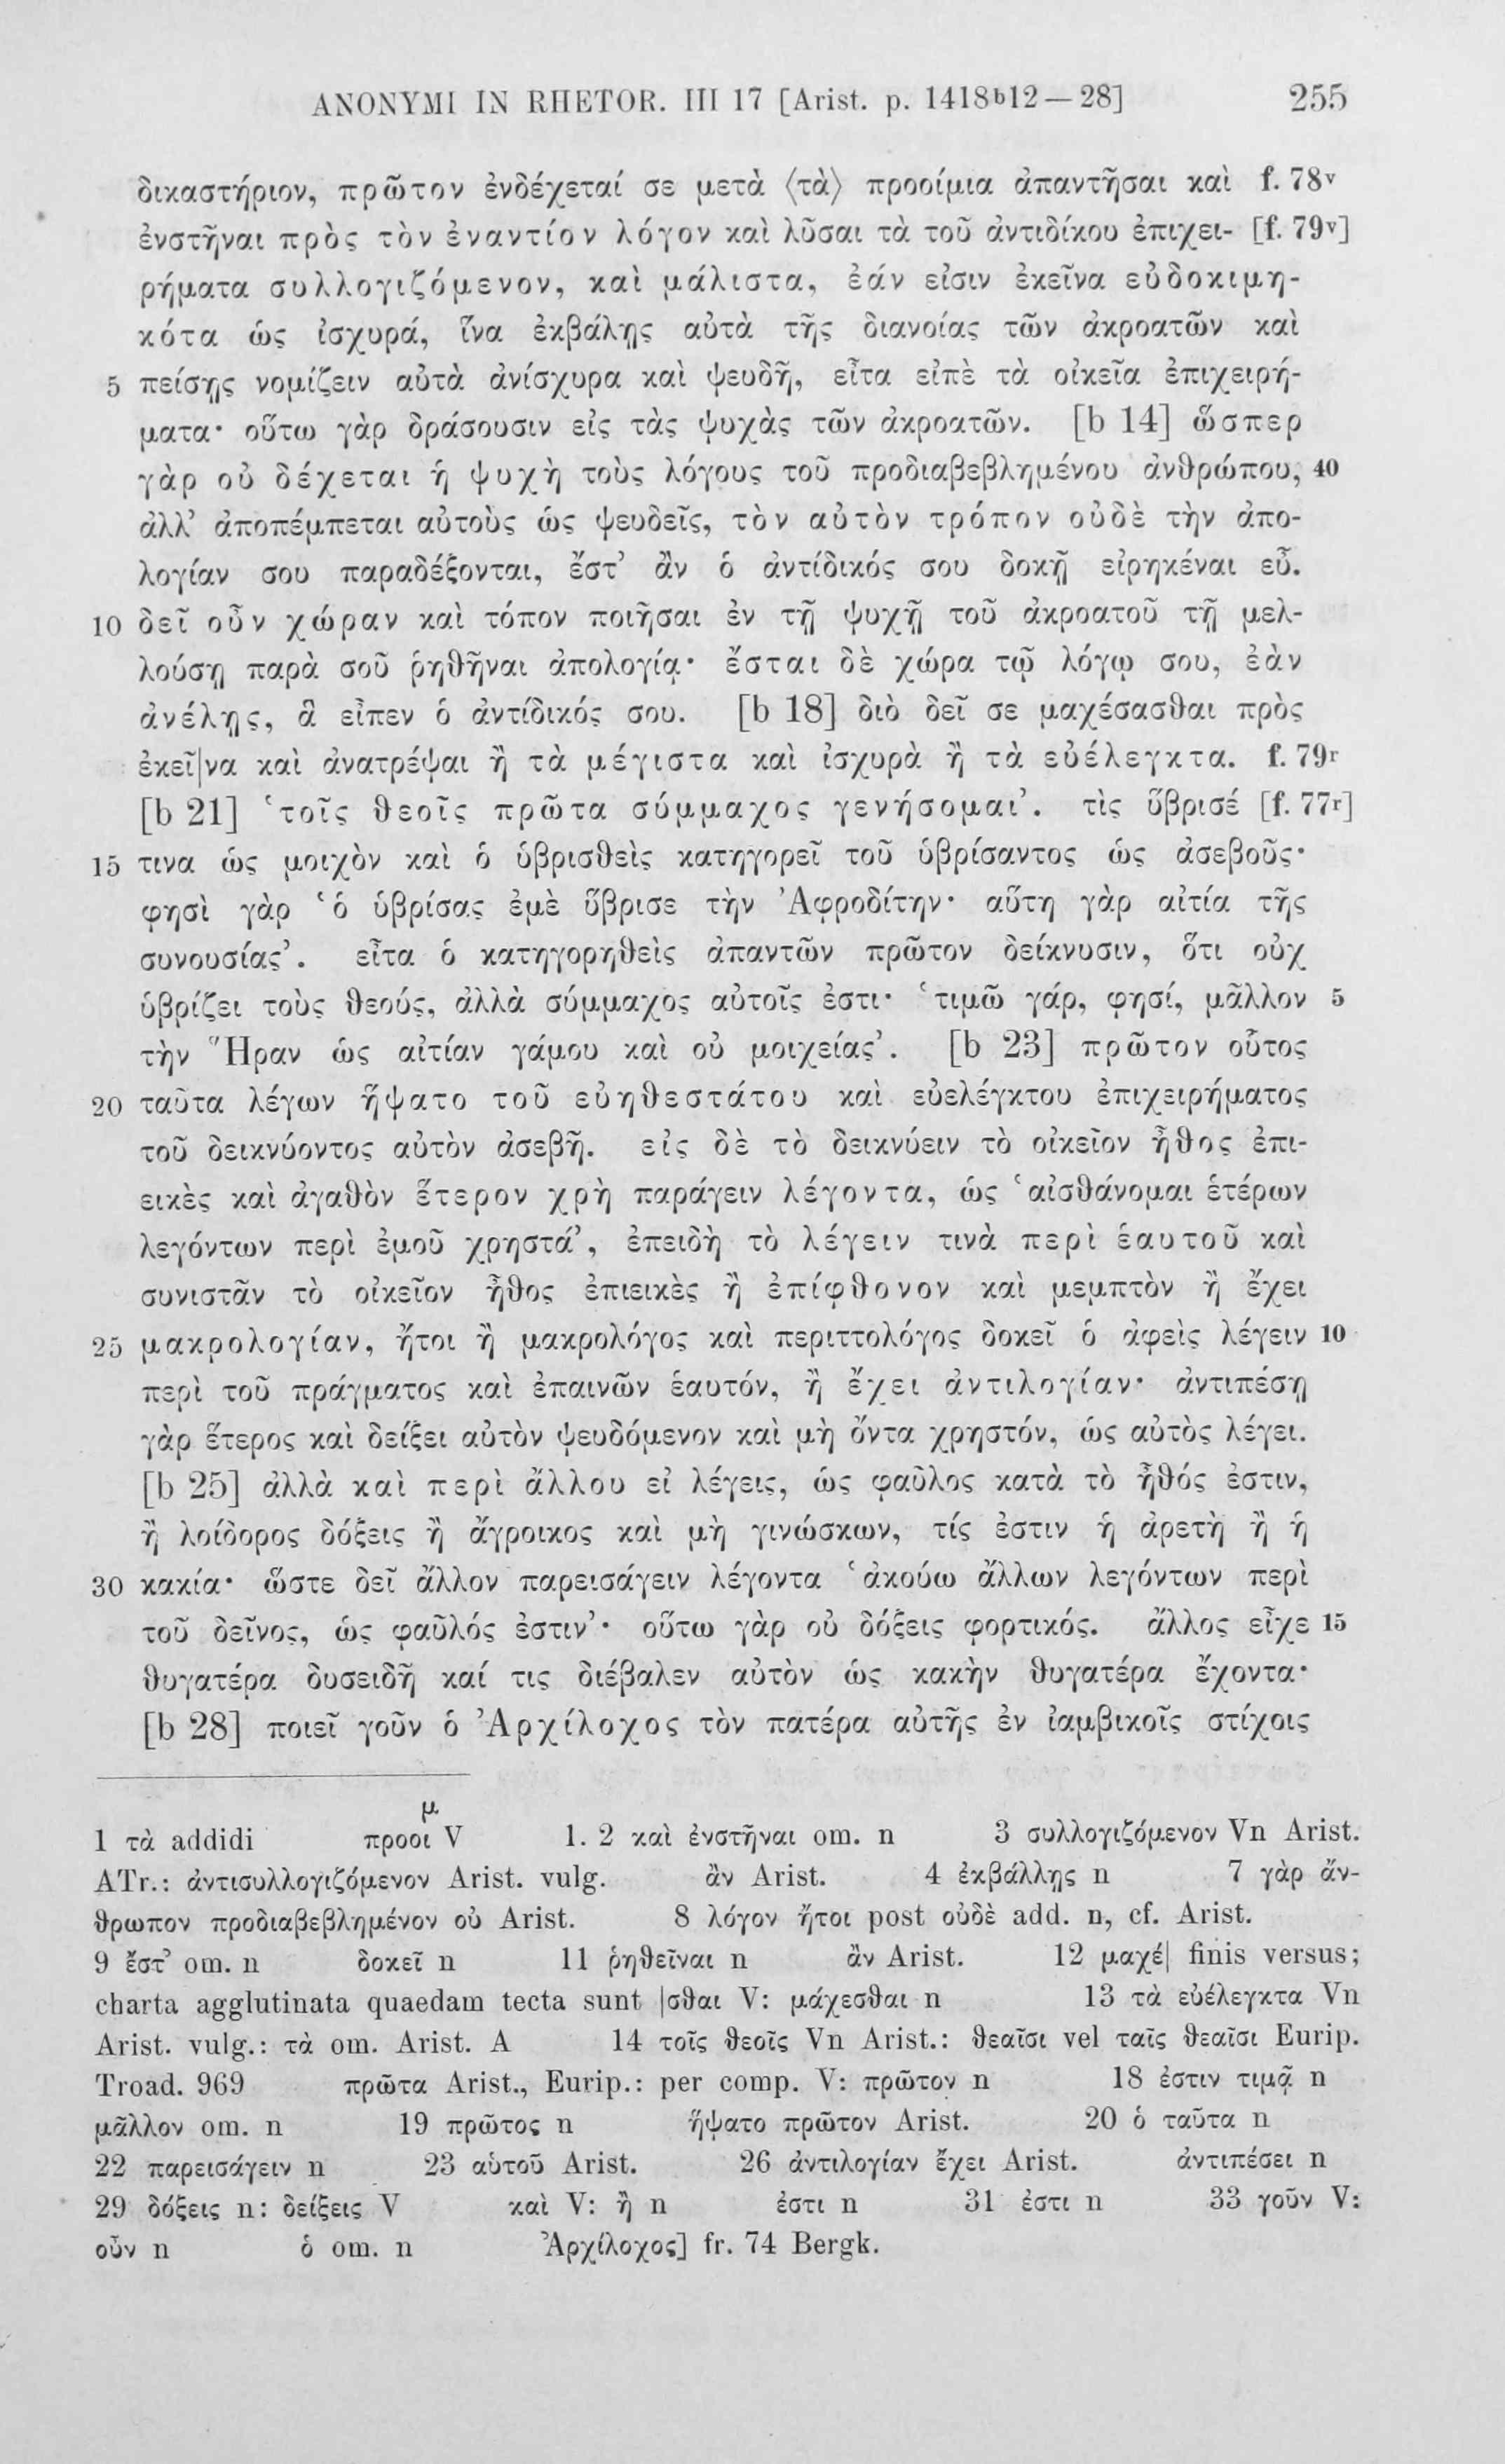 ANONYMI IN RHETOR. III 17 [Arist. p. 1418b12 — 28] 255
δικαστήριον, πρῶτον ἐνδέχεταί σε μετὰ ⟨τὰ⟩ προοίμια ἀπαντῆσαι καὶ f. 78v
ἐνστῆναι πρὸς τὸν ἐναντίον λόγον καὶ λῦσαι τὰ τοῦ ἀντιδίκου ἐπιχει- [f. 79v]
ρήματα συλλογιζόμενον, καὶ μάλιστα, ἐάν εἰσιν ἐκεῖνα εὐδοκιμη-
κότα ὡς ἰσχυρά, ἵνα ἐκβάλῃς αὐτὰ τῆς διανοίας τῶν ἀκροατῶν καὶ
5 πείσῃς νομίζειν αὐτὰ ἀνίσχυρα καὶ ψευδῆ, εἶτα εἰπὲ τὰ οἰκεῖα ἐπιχειρή-
ματα· οὕτω γὰρ δράσουσιν εἰς τὰς ψυχὰς τῶν ἀκροατῶν. [b 14] ὥσπερ
γὰρ οὐ δέχεται ἡ ψυχὴ τοὺς λόγους τοῦ προδιαβεβλημένου ἀνθρώπου, 40
ἀλλ’ ἀποπέμπεται αὐτοὺς ὡς ψευδεῖς, τὸν αὐτὸν τρόπον οὐδὲ τὴν ἀπο-
λογίαν σου παραδέξονται, ἔστ’ ἂν ὁ ἀντίδικός σου δοκῇ εἰρηκέναι εὖ.
10 δεῖ οὖν χώραν καὶ τόπον ποιῆσαι ἐν τῇ ψυχῇ τοῦ ἀκροατοῦ τῇ μελ-
λούσῃ παρὰ σοῦ ῥηθῆναι ἀπολογίᾳ· ἔσται δὲ χώρα τῷ λόγῳ σου, ἐὰν
ἀνέλῃς, ἃ εἶπεν ὁ ἀντίδικός σου. [b 18] διὸ δεῖ σε μαχέσασθαι πρὸς
ἐκεῖ|να καὶ ἀνατρέψαι ἢ τὰ μέγιστα καὶ ἰσχυρὰ ἢ τὰ εὐέλεγκτα. f. 79r
[b 21] ‘τοῖς θεοῖς πρῶτα σύμμαχος γενήσομαι’. τὶς ὕβρισέ [f. 77r]
15 τινα ὡς μοιχὸν καὶ ὁ ὑβρισθεὶς κατηγορεῖ τοῦ ὑβρίσαντος ὡς ἀσεβοῦς·
φησὶ γὰρ ‘ὁ ὑβρίσας ἐμὲ ὕβρισε τὴν Ἀφροδίτην· αὕτη γὰρ αἰτία τῆς
συνουσίας’. εἶτα ὁ κατηγορηθεὶς ἀπαντῶν πρῶτον δείκνυσιν, ὅτι οὐχ
ὑβρίζει τοὺς θεούς, ἀλλὰ σύμμαχος αὐτοῖς ἐστι· ‘τιμῶ γάρ, φησί, μᾶλλον 5
τὴν Ἥραν ὡς αἰτίαν γάμου καὶ οὐ μοιχείας’. [b 23] πρῶτον οὗτος
20 ταῦτα λέγων ἥψατο τοῦ εὐηθεστάτου καὶ εὐελέγκτου ἐπιχειρήματος
τοῦ δεικνύοντος αὐτὸν ἀσεβῆ. εἰς δὲ τὸ δεικνύειν τὸ οἰκεῖον ἦθος ἐπι-
εικὲς καὶ ἀγαθὸν ἕτερον χρὴ παράγειν λέγοντα, ὡς ‘αἰσθάνομαι ἑτέρων
λεγόντων περὶ ἐμοῦ χρηστά’, ἐπειδὴ τὸ λέγειν τινὰ περὶ ἑαυτοῦ καὶ
συνιστᾶν τὸ οἰκεῖον ἦθος ἐπιεικὲς ἢ ἐπίφθονον καὶ μεμπτὸν ἢ ἔχει
25 μακρολογίαν, ἤτοι ἢ μακρολόγος καὶ περιττολόγος δοκεῖ ὁ ἀφεὶς λέγειν 10
περὶ τοῦ πράγματος καὶ ἐπαινῶν ἑαυτόν, ἢ ἔχει ἀντιλογίαν· ἀντιπέσῃ
γὰρ ἕτερος καὶ δείξει αὐτὸν ψευδόμενον καὶ μὴ ὄντα χρηστόν, ὡς αὐτὸς λέγει.
[b 25] ἀλλὰ καὶ περὶ ἄλλου εἰ λέγεις, ὡς φαῦλος κατὰ τὸ ἦθός ἐστιν,
ἢ λοίδορος δόξεις ἢ ἄγροικος καὶ μὴ γινώσκων, τίς ἐστιν ἡ ἀρετὴ ἢ ἡ
30 κακία· ὥστε δεῖ ἄλλον παρεισάγειν λέγοντα ‘ἀκούω ἄλλων λεγόντων περὶ
τοῦ δεῖνος, ὡς φαῦλός ἐστιν’· οὕτω γὰρ οὐ δόξεις φορτικός. ἄλλος εἶχε 15
θυγατέρα δυσειδῆ καί τις διέβαλεν αὐτὸν ὡς κακὴν θυγατέρα ἔχοντα·
[b 28] ποιεῖ γοῦν ὁ Ἀρχίλοχος τὸν πατέρα αὐτῆς ἐν ἰαμβικοῖς στίχοις
μ
1 τὰ addidi προοι V 1. 2 καὶ ἐνστῆναι om. n 3 συλλογιζόμενον Vn Arist.
ATr.: ἀντισυλλογιζόμενον Arist. vulg. ἂν Arist. 4 ἐκβάλλῃς n 7 γὰρ ἄν-
θρωπον προδιαβεβλημένον οὐ Arist. 8 λόγον ἤτοι post οὐδὲ add. n, cf. Arist.
9 ἔστ’ om. n δοκεῖ n 11 ῥηθεῖναι n ἂν Arist. 12 μαχέ| finis versus;
charta agglutinata quaedam tecta sunt |σθαι V: μάχεσθαι n 13 τὰ εὐέλεγκτα Vn
Arist. vulg.: τὰ om. Arist. A 14 τοῖς θεοῖς Vn Arist.: θεαῖσι vel ταῖς θεαῖσι Eurip.
Troad. 969 πρῶτα Arist., Eurip.: per comp. V: πρῶτον n 18 ἐστιν τιμᾷ n
μᾶλλον om. n 19 πρῶτος n ἥψατο πρῶτον Arist. 20 ὁ ταῦτα n
22 παρεισάγειν n 23 αὑτοῦ Arist. 26 ἀντιλογίαν ἔχει Arist. ἀντιπέσει n
29 δόξεις n: δείξεις V καὶ V: ἢ n ἐστι n 31 ἐστι n 33 γοῦν V:
οὖν n ὁ om. n Ἀρχίλοχος] fr. 74 Bergk.